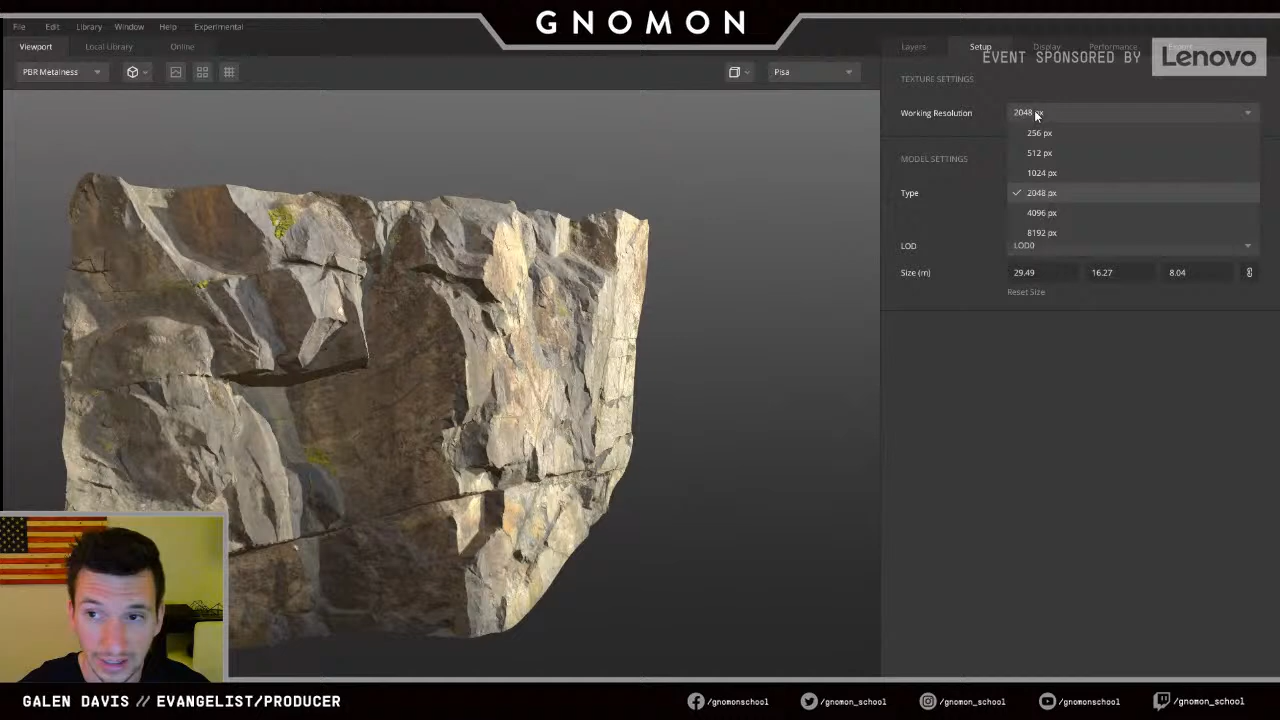 GNOMON
File Edit Library Window Help Experimental
Viewport Local Library Online
Layers Setup Display Performance
EVENT SPONSORED BY Lenovo
PBR Metalness
Pisa
TEXTURE SETTINGS
Working Resolution 2048 px
256 px
512 px
1024 px
2048 px
4096 px
8192 px
MODEL SETTINGS
Type
LOD LOD0
Size (m) 29.49 16.27 8.04
Reset Size
GALEN DAVIS // EVANGELIST/PRODUCER
/gnomonschool /gnomon_school /gnomon_school /gnomonschool /gnomon_school